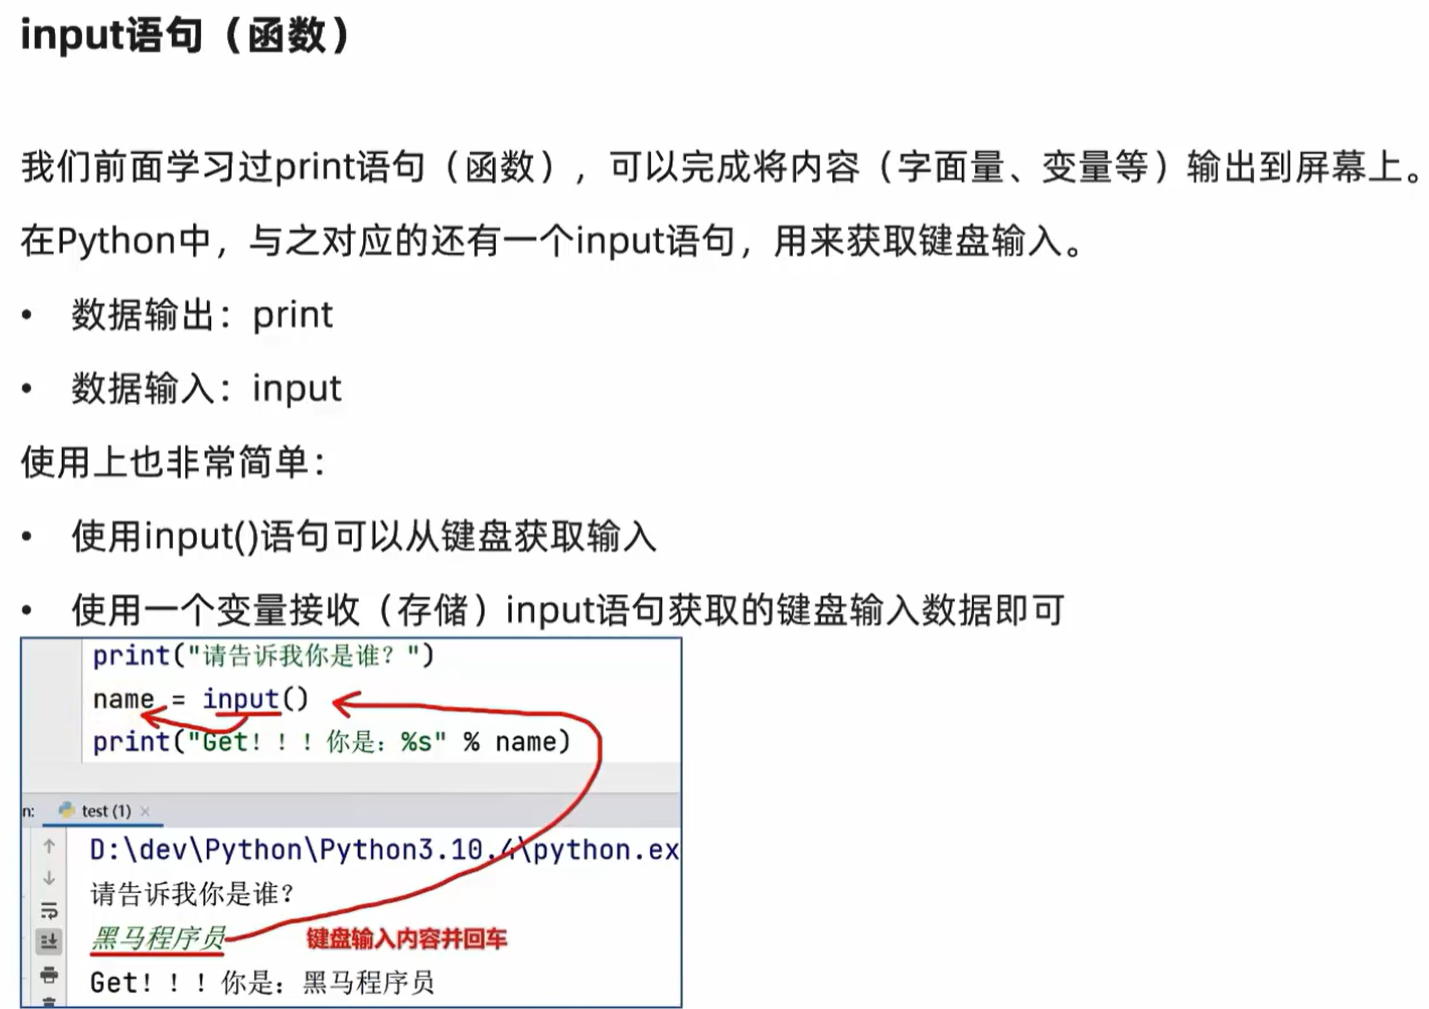 input语句（函数）
我们前面学习过print语句（函数），可以完成将内容（字面量、变量等）输出到屏幕上。
在Python中，与之对应的还有一个input语句，用来获取键盘输入。
• 数据输出：print
• 数据输入：input
使用上也非常简单：
• 使用input()语句可以从键盘获取输入
• 使用一个变量接收（存储）input语句获取的键盘输入数据即可
print("请告诉我你是谁？")
name = input()
print("Get！！！你是：%s" % name)
n: test (1) ×
D:\dev\Python\Python3.10.4\python.ex
请告诉我你是谁？
黑马程序员 键盘输入内容并回车
Get！！！你是：黑马程序员